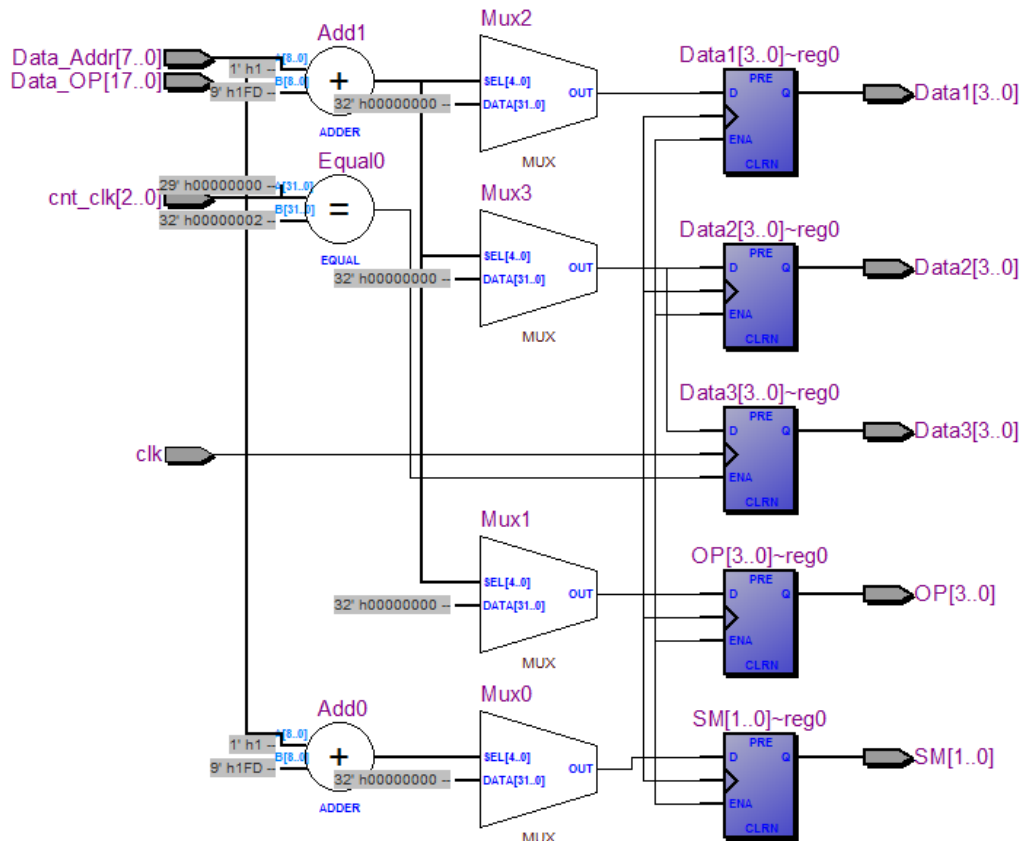 Data_Addr[7..0]
Data_OP[17..0]
1' h1 --
9' h1FD --
A[8..0]
B[8..0]
Add1
+
ADDER
32' h00000000 --
Mux2
SEL[4..0]
DATA[31..0]
OUT
MUX
Data1[3..0]~reg0
PRE
D
Q
ENA
CLRN
Data1[3..0]
cnt_clk[2..0]
29' h00000000 --
32' h00000002 --
A[31..0]
B[31..0]
Equal0
=
EQUAL
32' h00000000 --
Mux3
SEL[4..0]
DATA[31..0]
OUT
MUX
Data2[3..0]~reg0
PRE
D
Q
ENA
CLRN
Data2[3..0]
clk
Data3[3..0]~reg0
PRE
D
Q
ENA
CLRN
Data3[3..0]
32' h00000000 --
Mux1
SEL[4..0]
DATA[31..0]
OUT
MUX
OP[3..0]~reg0
PRE
D
Q
ENA
CLRN
OP[3..0]
1' h1 --
9' h1FD --
A[8..0]
B[8..0]
Add0
+
ADDER
32' h00000000 --
Mux0
SEL[4..0]
DATA[31..0]
OUT
MUX
SM[1..0]~reg0
PRE
D
Q
ENA
CLRN
SM[1..0]